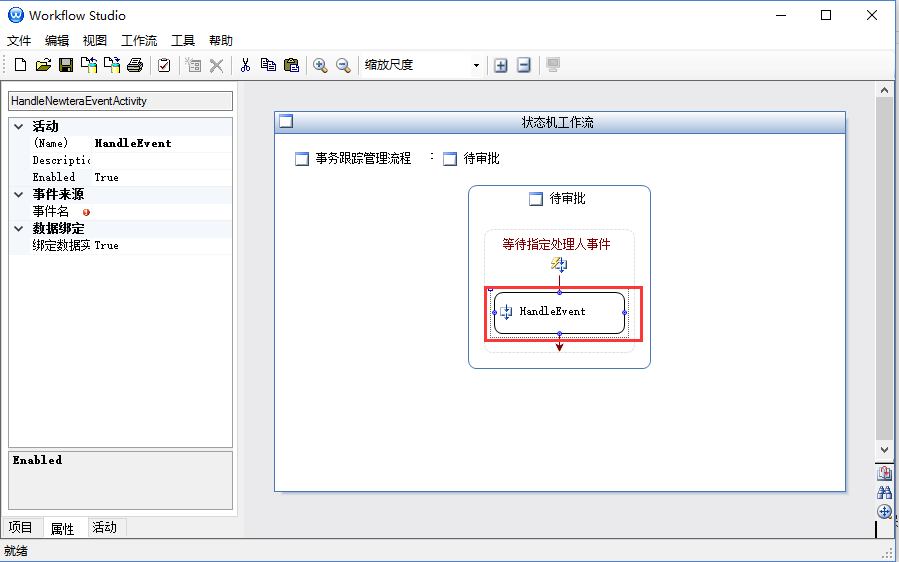 Workflow Studio
文件 编辑 视图 工作流 工具 帮助
缩放尺度
HandleNewteraEventActivity
活动
(Name) HandleEvent
Descriptic
Enabled True
事件来源
事件名
数据绑定
绑定数据实 True
Enabled
项目 属性 活动
就绪
状态机工作流
事务跟踪管理流程 : 待审批
待审批
等待指定处理人事件
HandleEvent